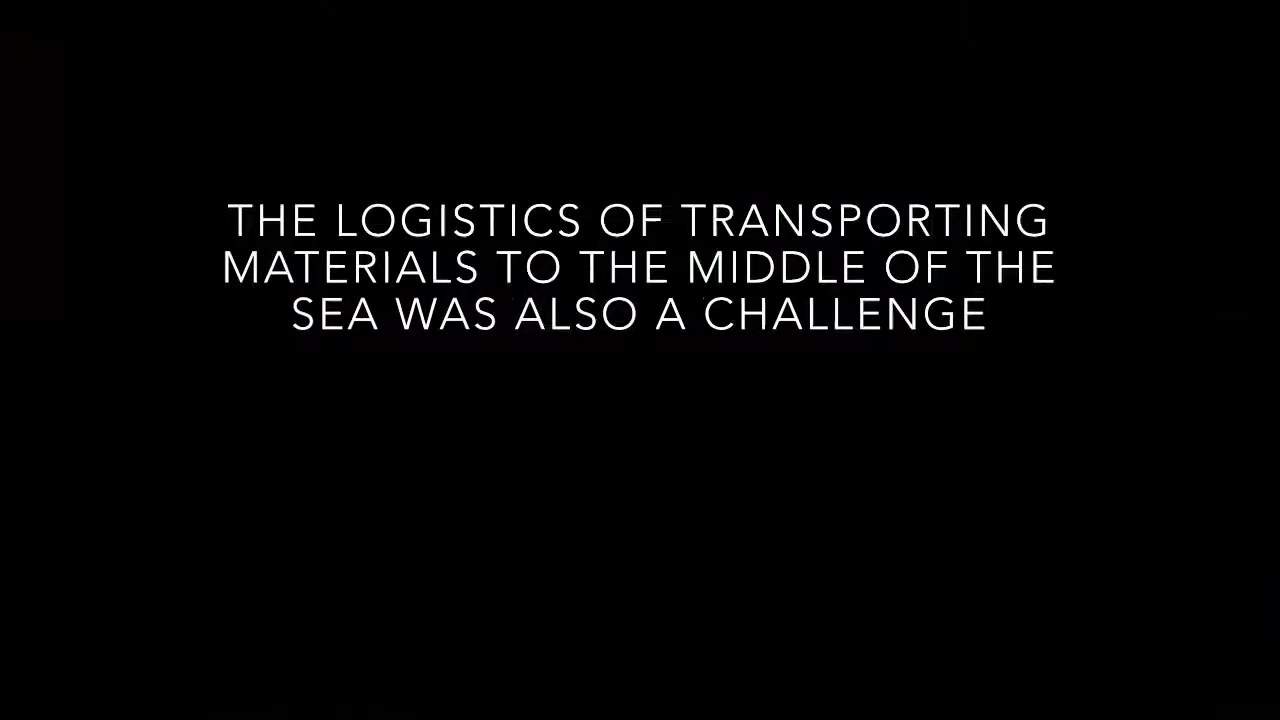 THE LOGISTICS OF TRANSPORTING
MATERIALS TO THE MIDDLE OF THE
SEA WAS ALSO A CHALLENGE